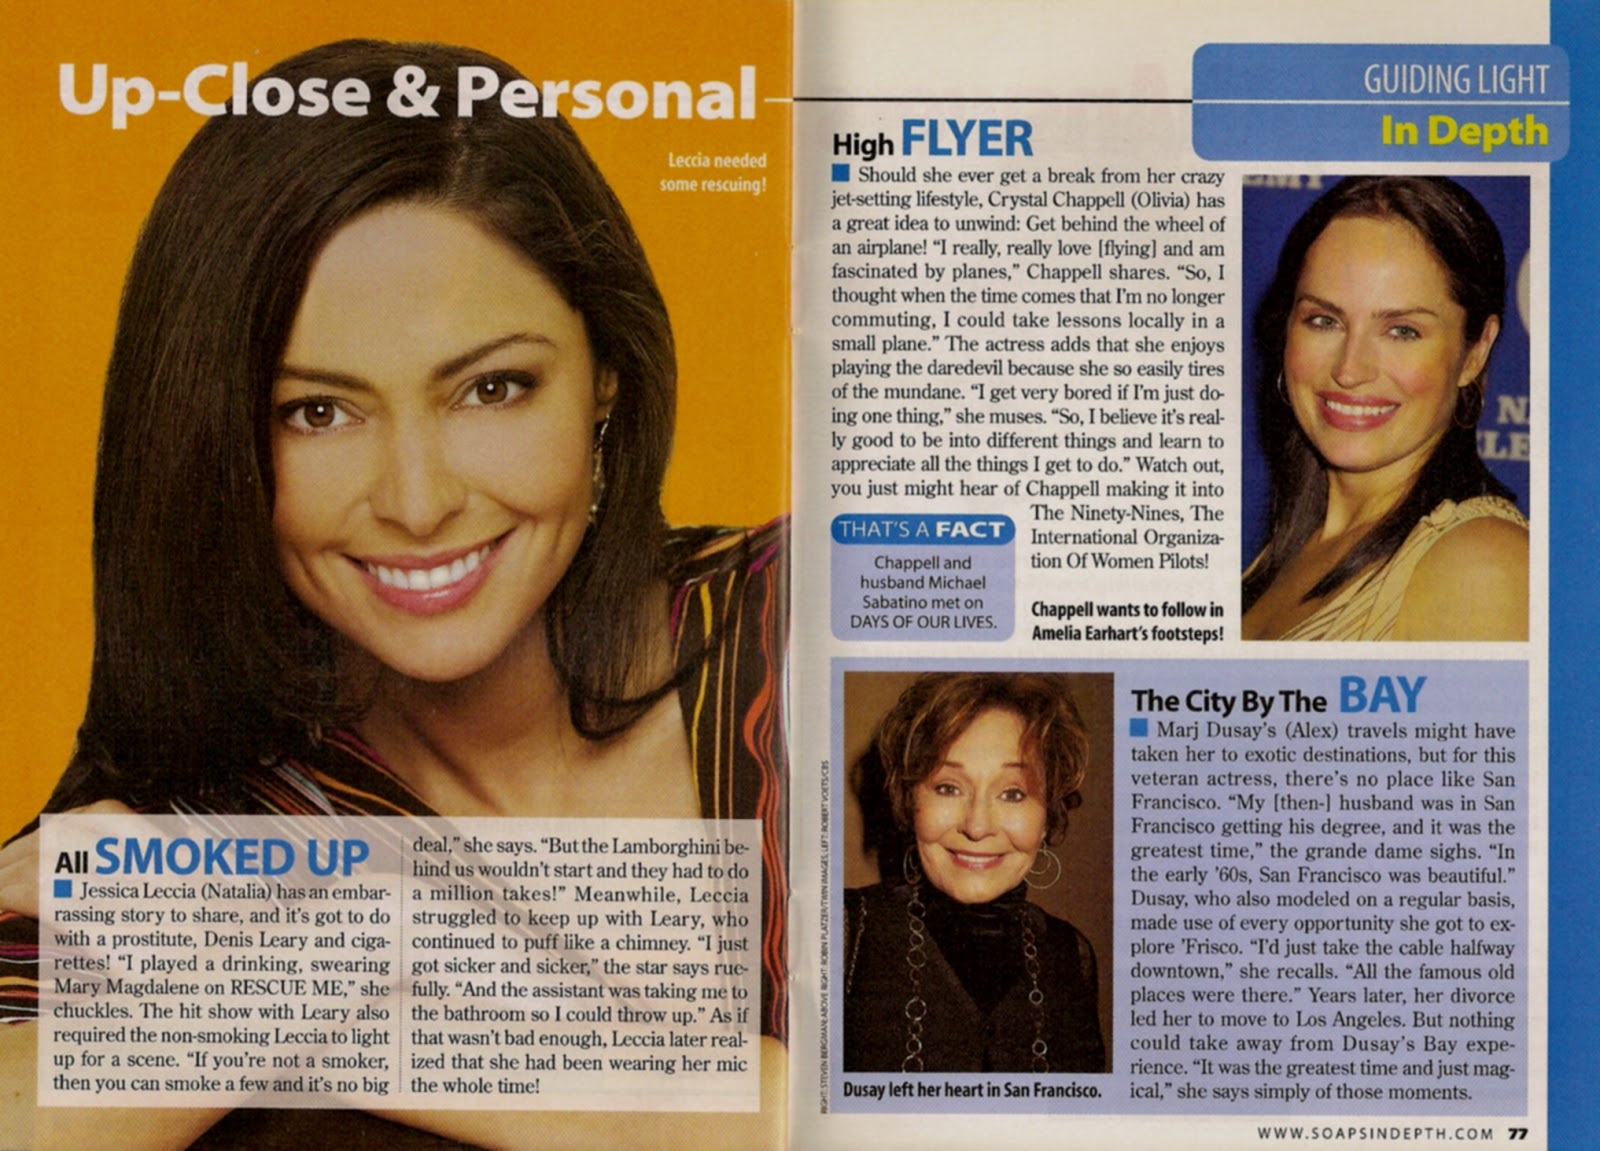 Up-Close & Personal
Leccia needed
some rescuing!
All SMOKED UP
■ Jessica Leccia (Natalia) has an embar-
rassing story to share, and it's got to do
with a prostitute, Denis Leary and ciga-
rettes! “I played a drinking, swearing
Mary Magdalene on RESCUE ME,” she
chuckles. The hit show with Leary also
required the non-smoking Leccia to light
up for a scene. “If you're not a smoker,
then you can smoke a few and it's no big
deal,” she says. “But the Lamborghini be-
hind us wouldn't start and they had to do
a million takes!” Meanwhile, Leccia
struggled to keep up with Leary, who
continued to puff like a chimney. “I just
got sicker and sicker,” the star says rue-
fully. “And the assistant was taking me to
the bathroom so I could throw up.” As if
that wasn't bad enough, Leccia later real-
ized that she had been wearing her mic
the whole time!
GUIDING LIGHT
In Depth
High FLYER
■ Should she ever get a break from her crazy
jet-setting lifestyle, Crystal Chappell (Olivia) has
a great idea to unwind: Get behind the wheel of
an airplane! “I really, really love [flying] and am
fascinated by planes,” Chappell shares. “So, I
thought when the time comes that I'm no longer
commuting, I could take lessons locally in a
small plane.” The actress adds that she enjoys
playing the daredevil because she so easily tires
of the mundane. “I get very bored if I'm just do-
ing one thing,” she muses. “So, I believe it's real-
ly good to be into different things and learn to
appreciate all the things I get to do.” Watch out,
you just might hear of Chappell making it into
The Ninety-Nines, The
International Organiza-
tion Of Women Pilots!
THAT'S A FACT
Chappell and
husband Michael
Sabatino met on
DAYS OF OUR LIVES.
Chappell wants to follow in
Amelia Earhart's footsteps!
RIGHT: STEVEN BERGMAN; ABOVE RIGHT: ROBIN PLATZER/TWIN IMAGES; LEFT: ROBERT VOETS/CBS
Dusay left her heart in San Francisco.
The City By The BAY
■ Marj Dusay's (Alex) travels might have
taken her to exotic destinations, but for this
veteran actress, there's no place like San
Francisco. “My [then-] husband was in San
Francisco getting his degree, and it was the
greatest time,” the grande dame sighs. “In
the early '60s, San Francisco was beautiful.”
Dusay, who also modeled on a regular basis,
made use of every opportunity she got to ex-
plore 'Frisco. “I'd just take the cable halfway
downtown,” she recalls. “All the famous old
places were there.” Years later, her divorce
led her to move to Los Angeles. But nothing
could take away from Dusay's Bay expe-
rience. “It was the greatest time and just mag-
ical,” she says simply of those moments.
WWW.SOAPSINDEPTH.COM 77